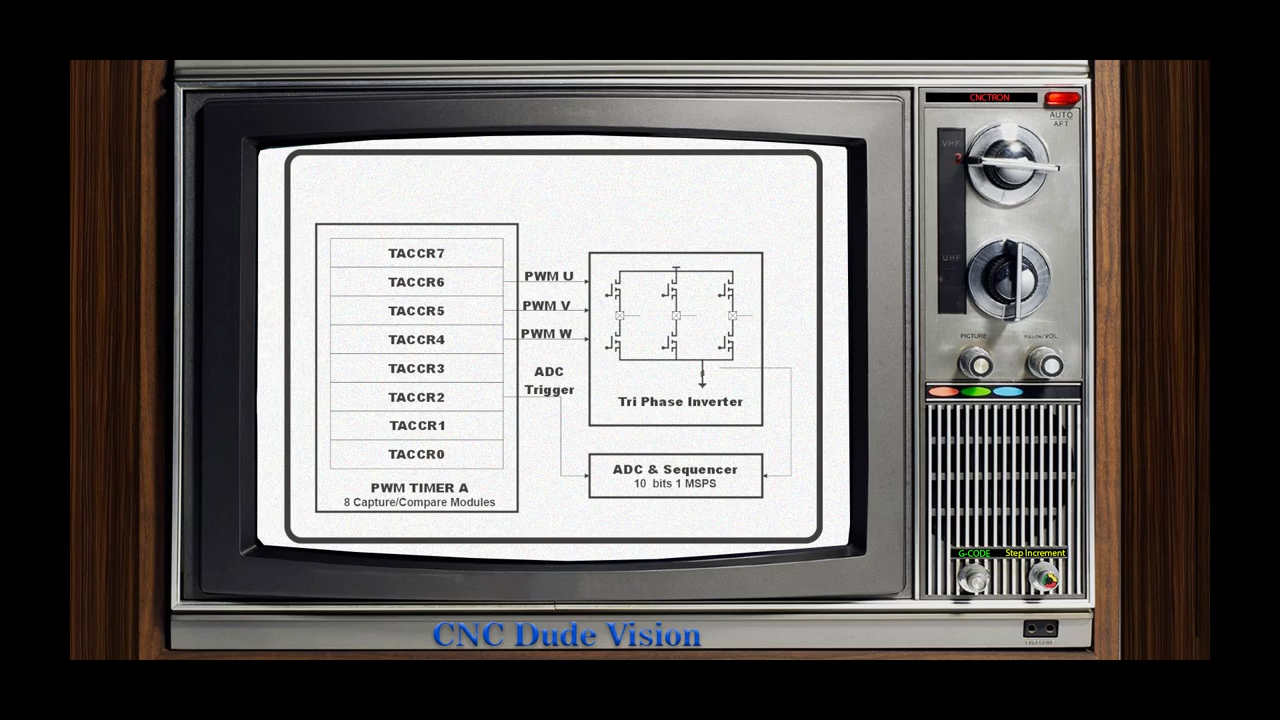 CNCTRON
AUTO
AFT
VHF
UHF
PICTURE
VOL
TACCR7
TACCR6
TACCR5
TACCR4
TACCR3
TACCR2
TACCR1
TACCR0
PWM TIMER A
8 Capture/Compare Modules
PWM U
PWM V
PWM W
ADC
Trigger
Tri Phase Inverter
ADC & Sequencer
10 bits 1 MSPS
G-CODE
Step Increment
CNC Dude Vision